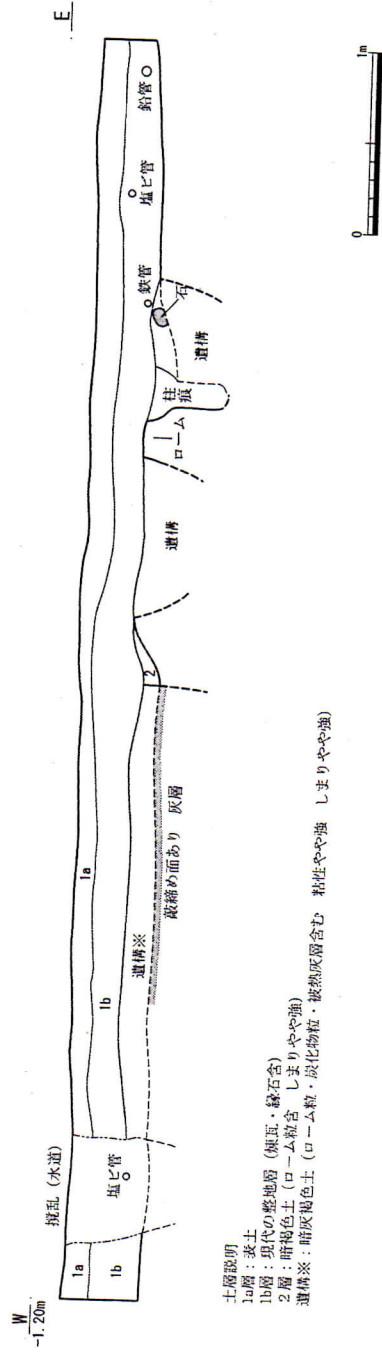 W
-1.20m
E
撹乱（水道）
1a
1b
塩ビ管
1a
1b
遺構※
敲締め面あり　灰層
2
遺構
ローム
柱痕
遺構
石
鉄管
塩ビ管
鉛管
0 1m
土層説明
1a層：表土
1b層：現代の整地層（煉瓦・縁石含）
2層：暗褐色土（ローム粒含　しまりやや強）
遺構※：暗灰褐色土（ローム粒・炭化物粒・被熱灰層含む　粘性やや強　しまりやや強）